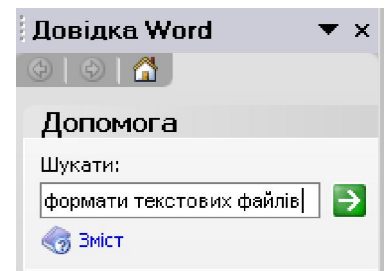 Довідка Word
Допомога
Шукати:
формати текстових файлів
Зміст